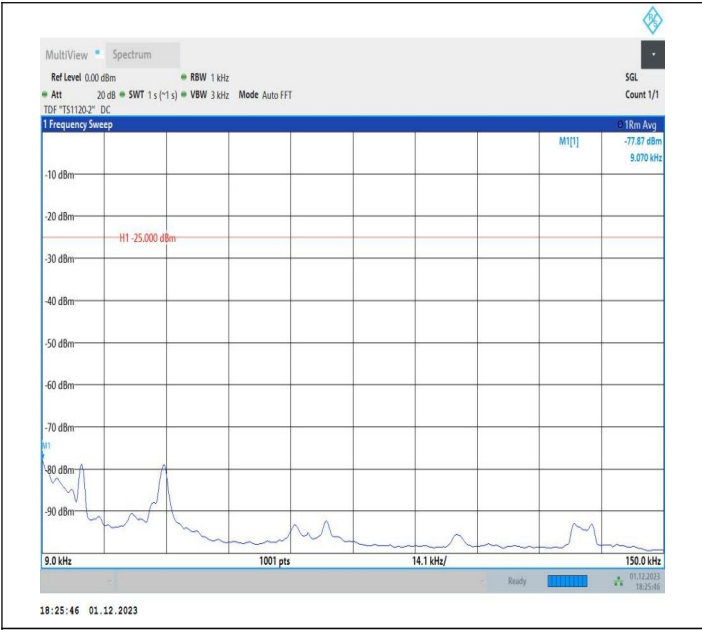 MultiView Spectrum
Ref Level 0.00 dBm RBW 1 kHz SGL
Att 20 dB SWT 1 s (~1 s) VBW 3 kHz Mode Auto FFT Count 1/1
TDF "TS1120-2" DC
1 Frequency Sweep 1Rm Avg
M1[1] -77.87 dBm
9.070 kHz
-10 dBm
-20 dBm
H1 -25.000 dBm
-30 dBm
-40 dBm
-50 dBm
-60 dBm
-70 dBm
M1
-80 dBm
-90 dBm
9.0 kHz 1001 pts 14.1 kHz/ 150.0 kHz
Ready 01.12.2023
18:25:46
18:25:46 01.12.2023